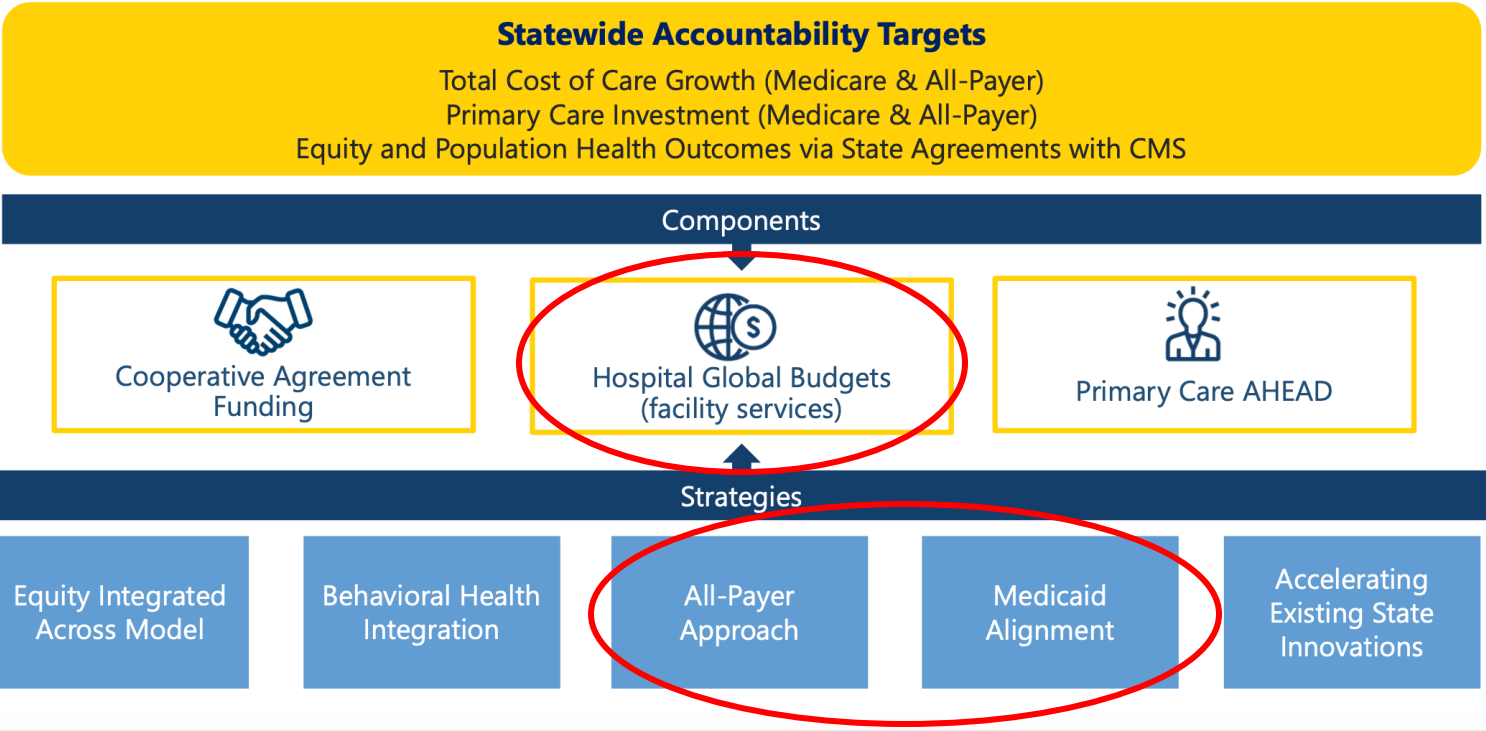 Statewide Accountability Targets
Total Cost of Care Growth (Medicare & All-Payer)
Primary Care Investment (Medicare & All-Payer)
Equity and Population Health Outcomes via State Agreements with CMS
Components
Cooperative Agreement
Funding
$
Hospital Global Budgets
(facility services)
Primary Care AHEAD
Strategies
Equity Integrated
Across Model
Behavioral Health
Integration
All-Payer
Approach
Medicaid
Alignment
Accelerating
Existing State
Innovations